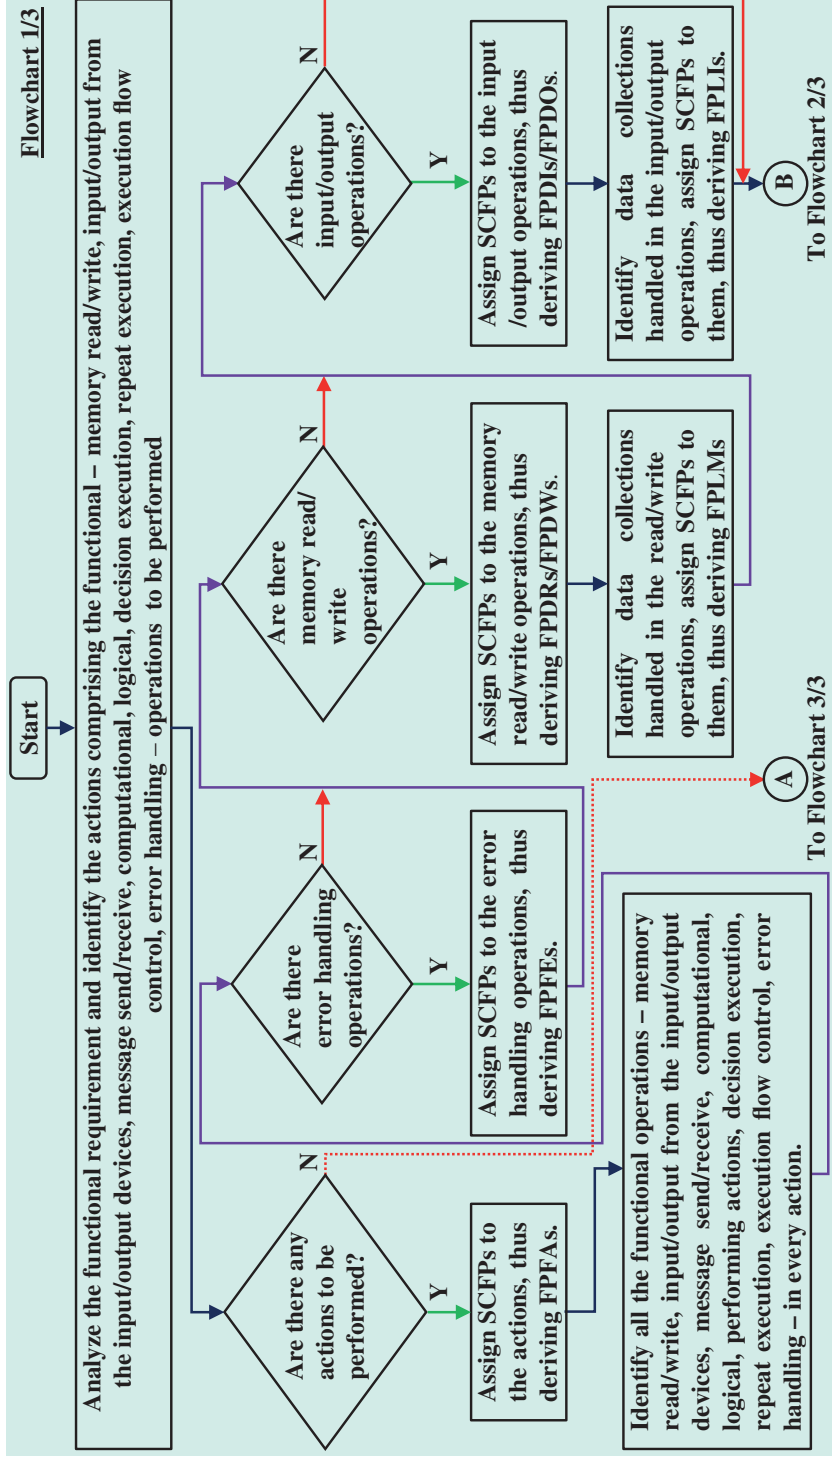 Flowchart 1/3
Start
Analyze the functional requirement and identify the actions comprising the functional – memory read/write, input/output from
the input/output devices, message send/receive, computational, logical, decision execution, repeat execution, execution flow
control, error handling – operations to be performed
Are there any
actions to be
performed?
N
Y
Assign SCFPs to
the actions, thus
deriving FPFAs.
Identify all the functional operations – memory
read/write, input/output from the input/output
devices, message send/receive, computational,
logical, performing actions, decision execution,
repeat execution, execution flow control, error
handling – in every action.
Are there
error handling
operations?
N
Y
Assign SCFPs to the error
handling operations, thus
deriving FPFEs.
A
To Flowchart 3/3
Are there
memory read/
write
operations?
N
Y
Assign SCFPs to the memory
read/write operations, thus
deriving FPDRs/FPDWs.
Identify data collections
handled in the read/write
operations, assign SCFPs to
them, thus deriving FPLMs
Are there
input/output
operations?
N
Y
Assign SCFPs to the input
/output operations, thus
deriving FPDIs/FPDOs.
Identify data collections
handled in the input/output
operations, assign SCFPs to
them, thus deriving FPLIs.
B
To Flowchart 2/3